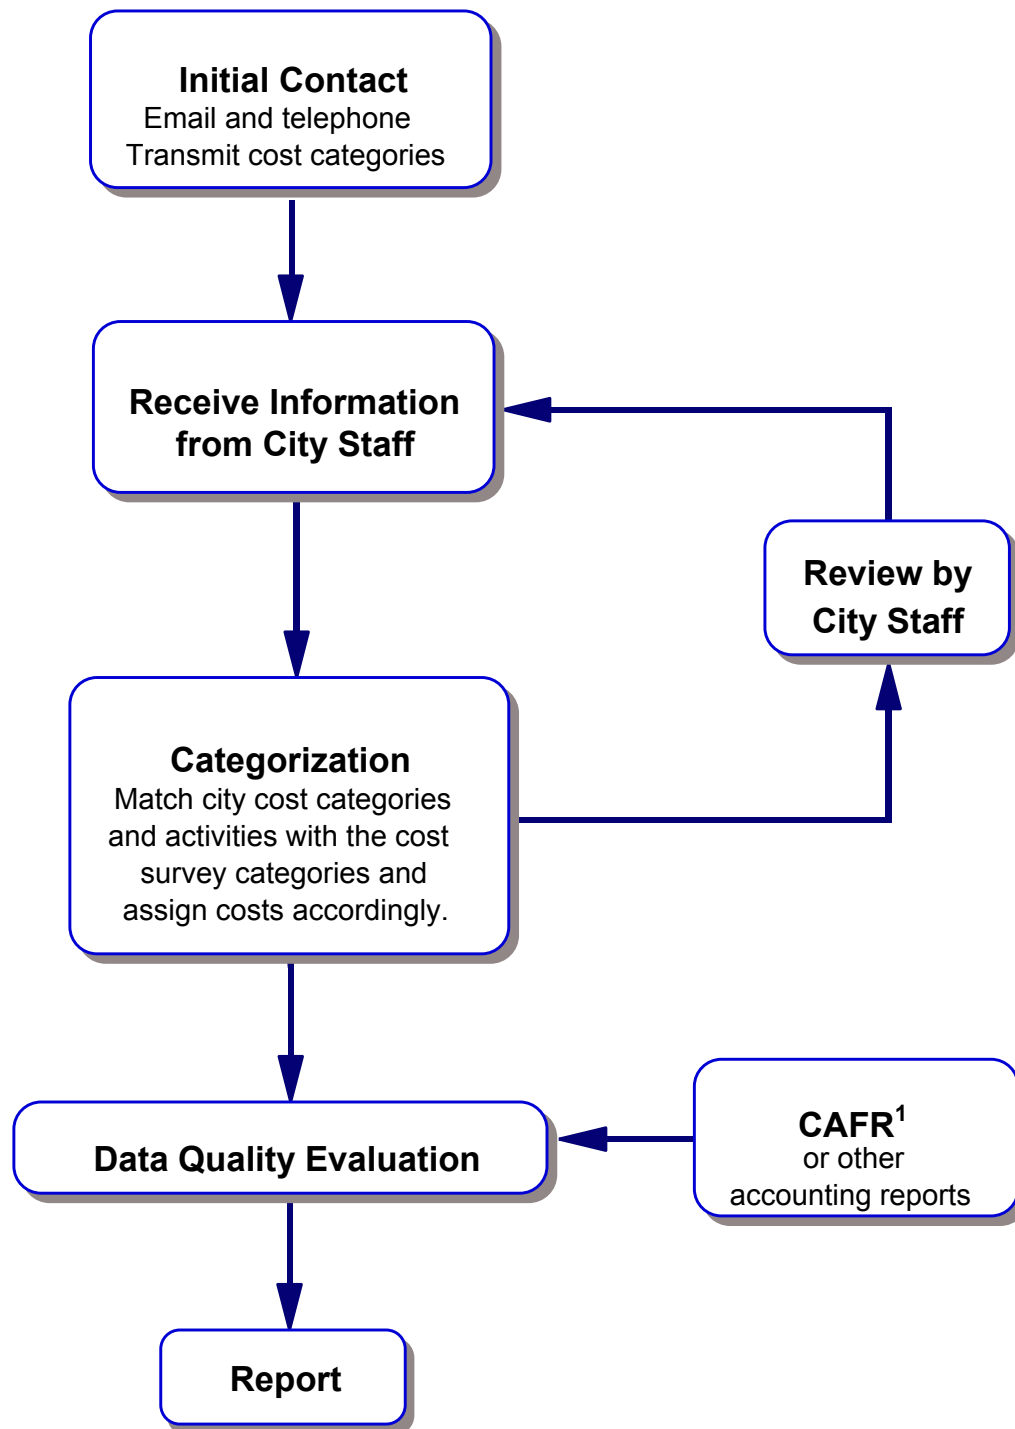 Initial Contact
Email and telephone
Transmit cost categories
Receive Information
from City Staff
Review by
City Staff
Categorization
Match city cost categories
and activities with the cost
survey categories and
assign costs accordingly.
CAFR¹
or other
accounting reports
Data Quality Evaluation
Report